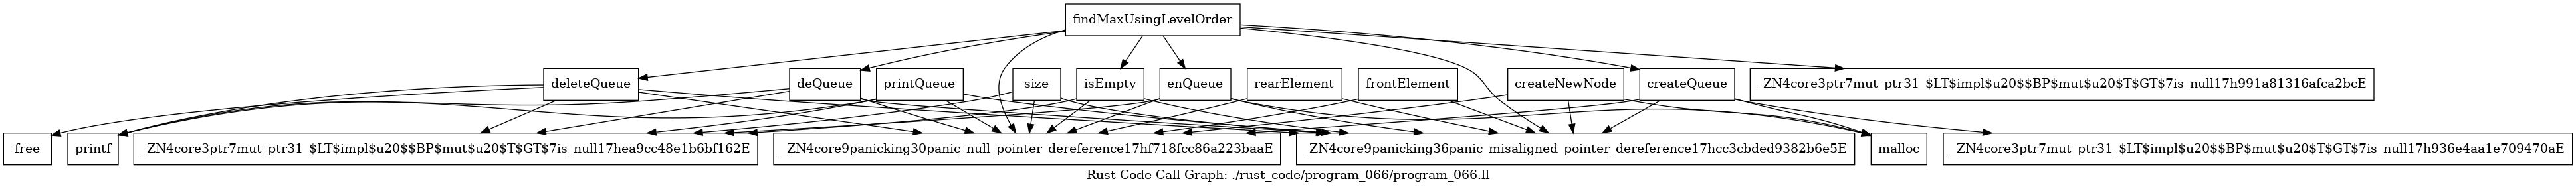 findMaxUsingLevelOrder
deleteQueue
deQueue
printQueue
size
isEmpty
enQueue
rearElement
frontElement
createNewNode
createQueue
_ZN4core3ptr7mut_ptr31_$LT$impl$u20$$BP$mut$u20$T$GT$7is_null17h991a81316afca2bcE
free
printf
_ZN4core3ptr7mut_ptr31_$LT$impl$u20$$BP$mut$u20$T$GT$7is_null17hea9cc48e1b6bf162E
_ZN4core9panicking30panic_null_pointer_dereference17hf718fcc86a223baaE
_ZN4core9panicking36panic_misaligned_pointer_dereference17hcc3cbded9382b6e5E
malloc
_ZN4core3ptr7mut_ptr31_$LT$impl$u20$$BP$mut$u20$T$GT$7is_null17h936e4aa1e709470aE
Rust Code Call Graph: ./rust_code/program_066/program_066.ll